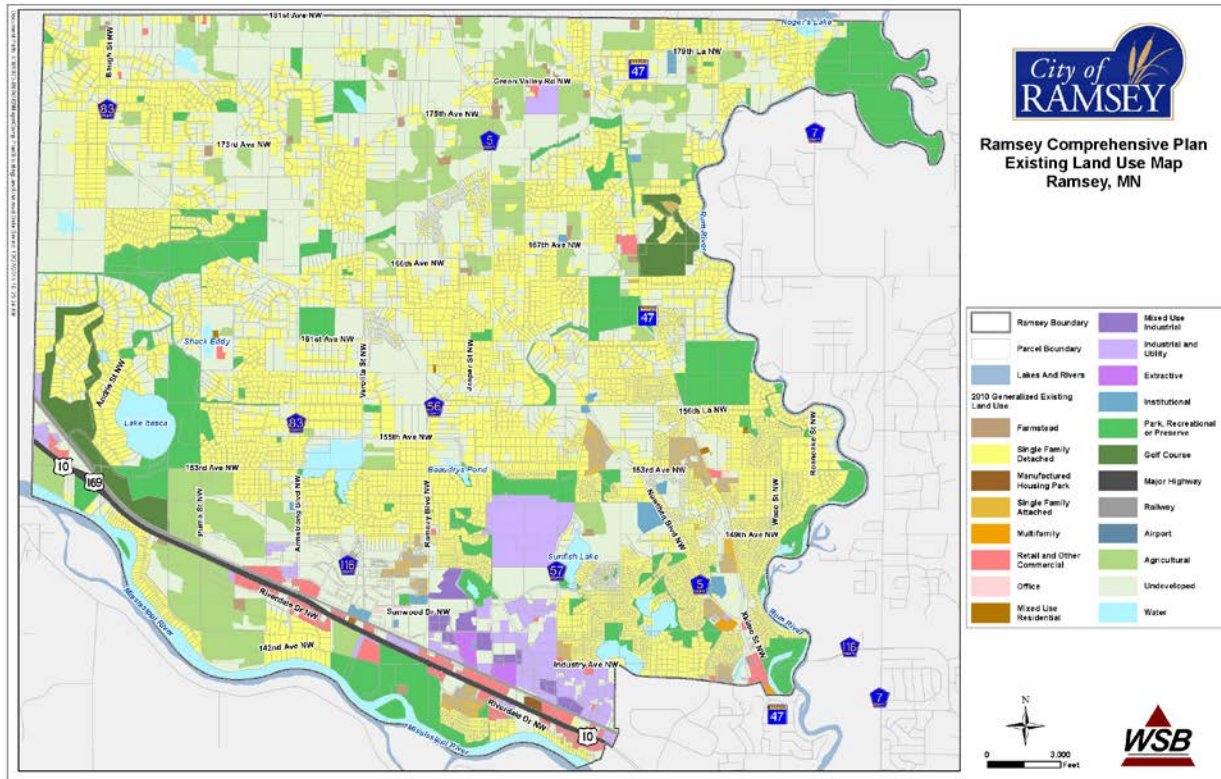 181st Ave NW
Roger's Lake
Baugh St NW
179th La NW
47
Green Valley Rd NW
83
175th Ave NW
5
7
173rd Ave NW
Rum River
167th Ave NW
166th Ave NW
47
161st Ave NW
Shack Eddy
Andrie St NW
Variolite St NW
Jasper St NW
56
156th La NW
83
Lake Itasca
155th Ave NW
Roanoke St NW
10
169
153rd Ave NW
Beaudrys Pond
153rd Ave NW
Puma St NW
Armstrong Blvd NW
Ramsey Blvd NW
Nowthen Blvd NW
Waco St NW
149th Ave NW
Sunfish Lake
116
57
5
Mississippi River
Riverdale Dr NW
Sunwood Dr NW
Xkimo St NW
Rum River
142nd Ave NW
Industry Ave NW
116
Riverdale Dr NW
Mississippi River
10
47
7
City of
RAMSEY
Ramsey Comprehensive Plan
Existing Land Use Map
Ramsey, MN
Ramsey Boundary
Parcel Boundary
Lakes And Rivers
2010 Generalized Existing
Land Use
Farmstead
Single Family
Detached
Manufactured
Housing Park
Single Family
Attached
Multifamily
Retail and Other
Commercial
Office
Mixed Use
Residential
Mixed Use
Industrial
Industrial and
Utility
Extractive
Institutional
Park, Recreational
or Preserve
Golf Course
Major Highway
Railway
Airport
Agricultural
Undeveloped
Water
N
0
3,000
Feet
WSB